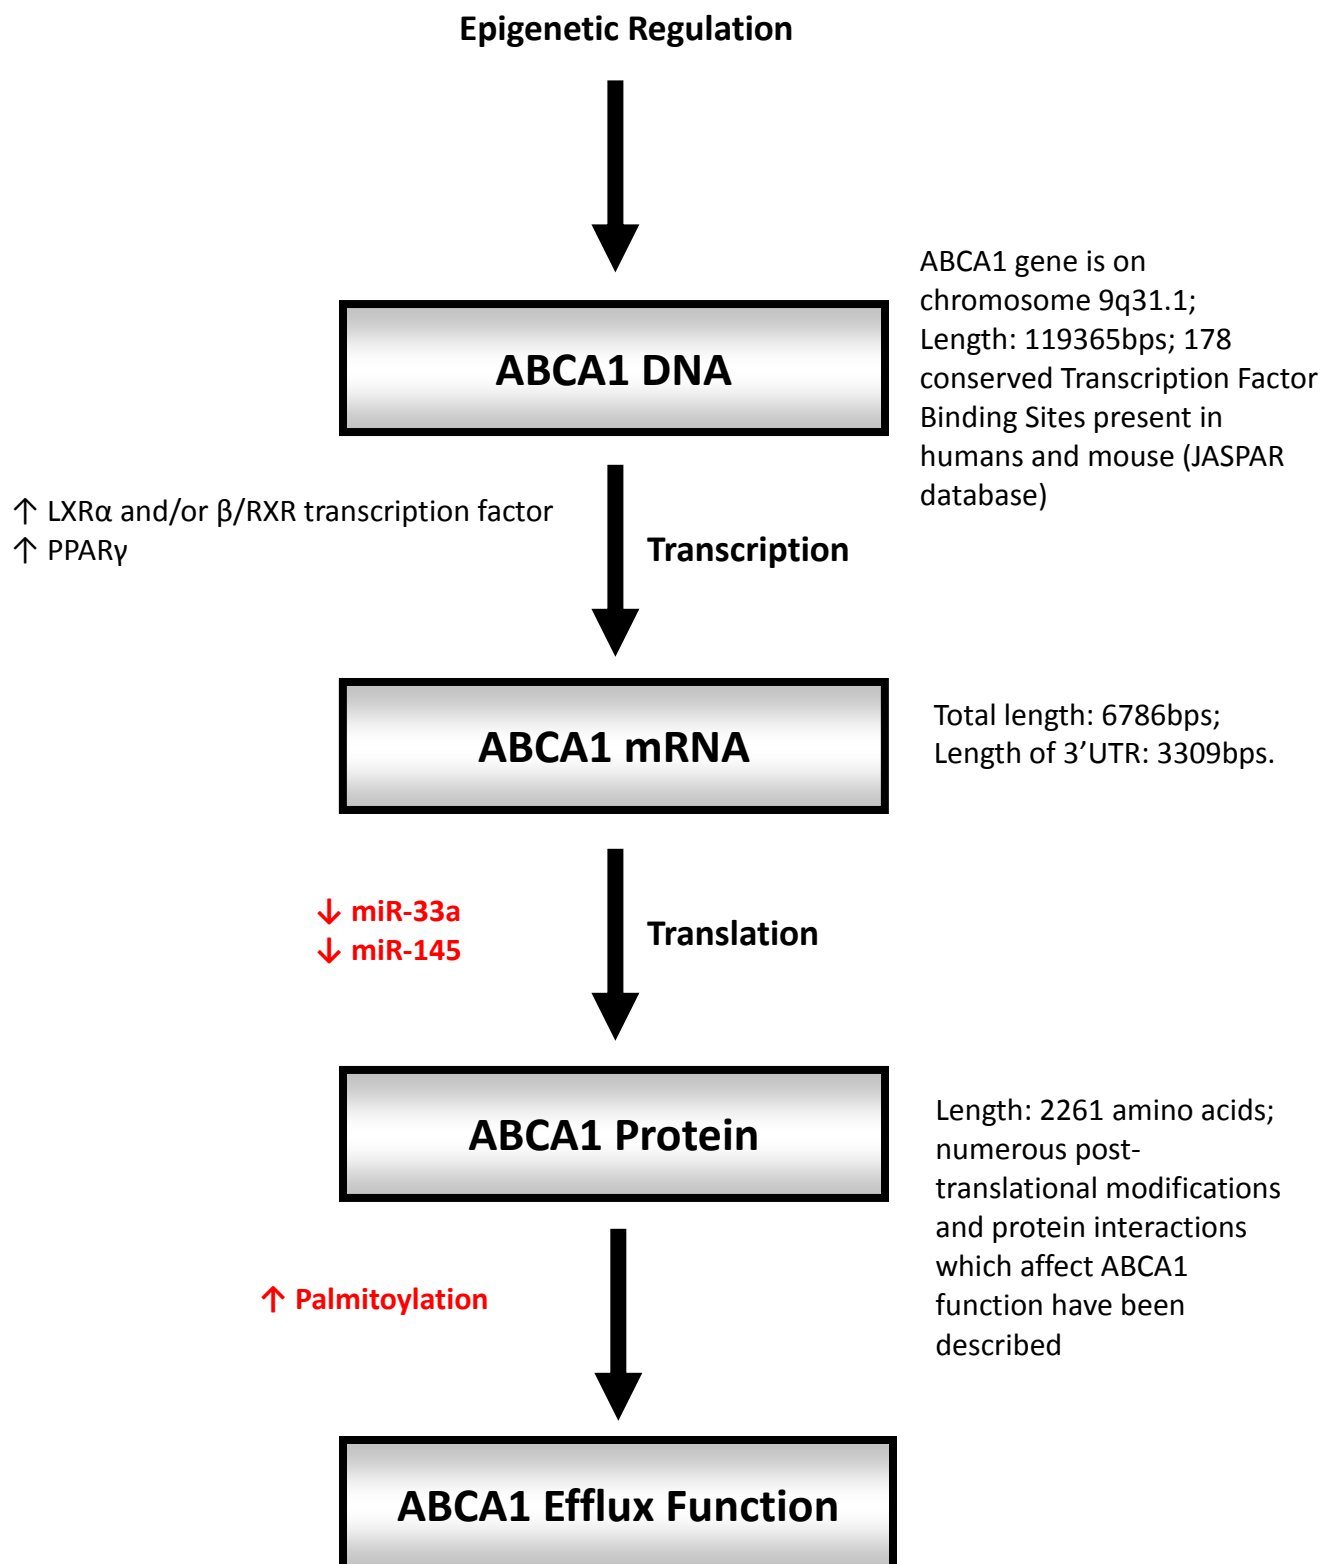 Epigenetic Regulation
ABCA1 DNA
ABCA1 gene is on
chromosome 9q31.1;
Length: 119365bps; 178
conserved Transcription Factor
Binding Sites present in
humans and mouse (JASPAR
database)
↑ LXRα and/or β/RXR transcription factor
↑ PPARγ
Transcription
ABCA1 mRNA
Total length: 6786bps;
Length of 3’UTR: 3309bps.
↓ miR-33a
↓ miR-145
Translation
ABCA1 Protein
Length: 2261 amino acids;
numerous post-
translational modifications
and protein interactions
which affect ABCA1
function have been
described
↑ Palmitoylation
ABCA1 Efflux Function